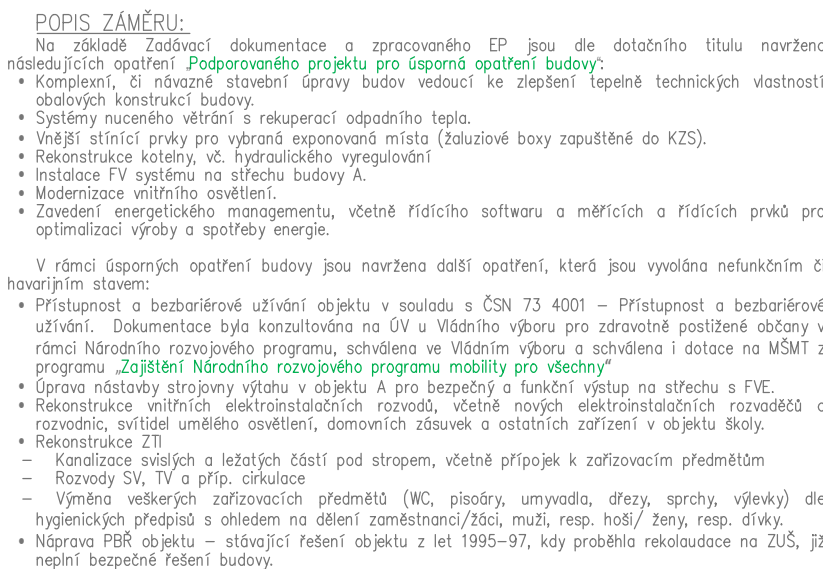 POPIS ZÁMĚRU:
Na základě Zadávací dokumentace a zpracovaného EP jsou dle dotačního titulu navržena
následujících opatření „Podporovaného projektu pro úsporná opatření budovy“:
• Komplexní, či návazné stavební úpravy budov vedoucí ke zlepšení tepelně technických vlastností
obalových konstrukcí budovy.
• Systémy nuceného větrání s rekuperací odpadního tepla.
• Vnější stínící prvky pro vybraná exponovaná místa (žaluziové boxy zapuštěné do KZS).
• Rekonstrukce kotelny, vč. hydraulického vyregulování
• Instalace FV systému na střechu budovy A.
• Modernizace vnitřního osvětlení.
• Zavedení energetického managementu, včetně řídícího softwaru a měřících a řídících prvků pro
optimalizaci výroby a spotřeby energie.
V rámci úsporných opatření budovy jsou navržena další opatření, která jsou vyvolána nefunkčním či
havarijním stavem:
• Přístupnost a bezbariérové užívání objektu v souladu s ČSN 73 4001 – Přístupnost a bezbariérové
užívání. Dokumentace byla konzultována na ÚV u Vládního výboru pro zdravotně postižené občany v
rámci Národního rozvojového programu, schválena ve Vládním výboru a schválena i dotace na MŠMT z
programu „Zajištění Národního rozvojového programu mobility pro všechny“
• Úprava nástavby strojovny výtahu v objektu A pro bezpečný a funkční výstup na střechu s FVE.
• Rekonstrukce vnitřních elektroinstalačních rozvodů, včetně nových elektroinstalačních rozvaděčů a
rozvodnic, svítidel umělého osvětlení, domovních zásuvek a ostatních zařízení v objektu školy.
• Rekonstrukce ZTI
– Kanalizace svislých a ležatých částí pod stropem, včetně přípojek k zařizovacím předmětům
– Rozvody SV, TV a příp. cirkulace
– Výměna veškerých zařizovacích předmětů (WC, pisoáry, umyvadla, dřezy, sprchy, výlevky) dle
hygienických předpisů s ohledem na dělení zaměstnanci/žáci, muži, resp. hoši/ ženy, resp. dívky.
• Náprava PBŘ objektu – stávající řešení objektu z let 1995–97, kdy proběhla rekolaudace na ZUŠ, již
neplní bezpečné řešení budovy.